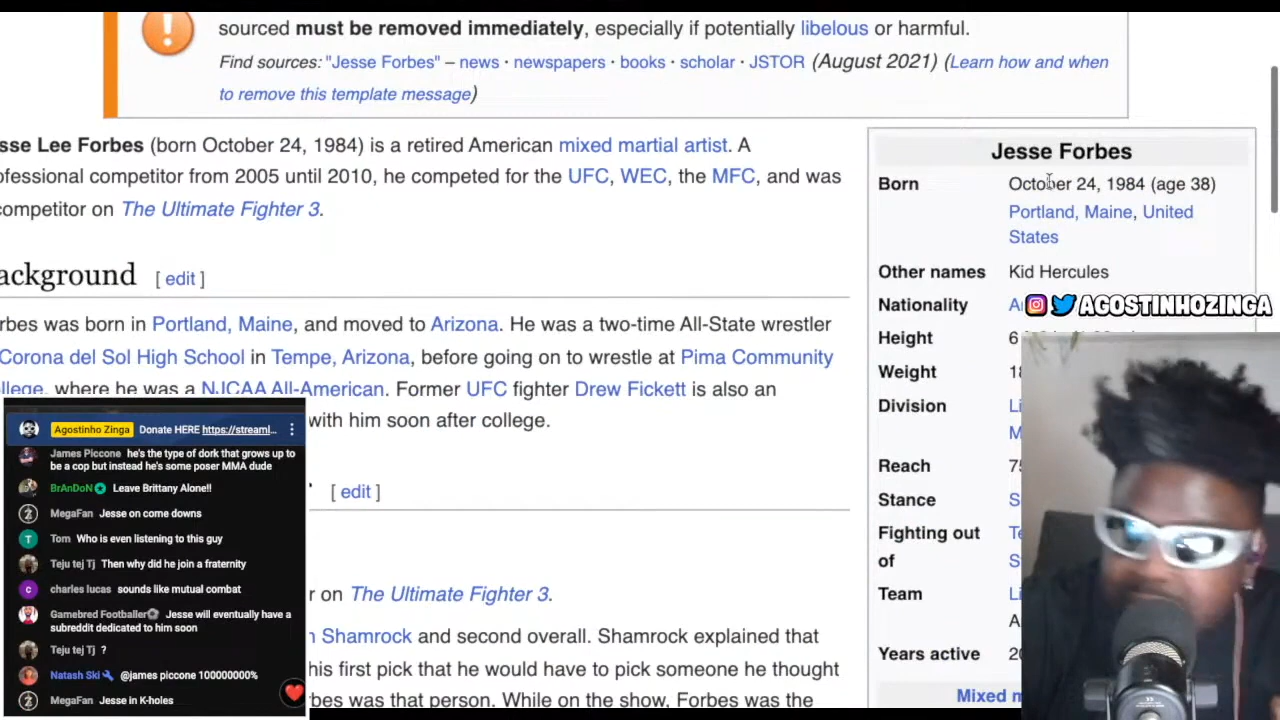 sourced must be removed immediately, especially if potentially libelous or harmful.
Find sources: "Jesse Forbes" – news · newspapers · books · scholar · JSTOR (August 2021) (Learn how and when
to remove this template message)
sse Lee Forbes (born October 24, 1984) is a retired American mixed martial artist. A
ofessional competitor from 2005 until 2010, he competed for the UFC, WEC, the MFC, and was
competitor on The Ultimate Fighter 3.
ackground [ edit ]
rbes was born in Portland, Maine, and moved to Arizona. He was a two-time All-State wrestler
Corona del Sol High School in Tempe, Arizona, before going on to wrestle at Pima Community
llege, where he was a NJCAA All-American. Former UFC fighter Drew Fickett is also an
with him soon after college.
[ edit ]
r on The Ultimate Fighter 3.
n Shamrock and second overall. Shamrock explained that
his first pick that he would have to pick someone he thought
rbes was that person. While on the show, Forbes was the
Jesse Forbes
Born October 24, 1984 (age 38)
Portland, Maine, United
States
Other names Kid Hercules
Nationality A
Height 6
Weight 18
Division Li
M
Reach 75
Stance S
Fighting out Te
of S
Team Li
A
Years active 20
Mixed m
AGOSTINHOZINGA
Agostinho Zinga Donate HERE https://streaml...
James Piccone he's the type of dork that grows up to
be a cop but instead he's some poser MMA dude
BrAnDoN Leave Brittany Alone!!
MegaFan Jesse on come downs
T Tom Who is even listening to this guy
Teju tej Tj Then why did he join a fraternity
c charles lucas sounds like mutual combat
Gamebred Footballer Jesse will eventually have a
subreddit dedicated to him soon
Teju tej Tj ?
Natash Ski @james piccone 100000000%
MegaFan Jesse in K-holes